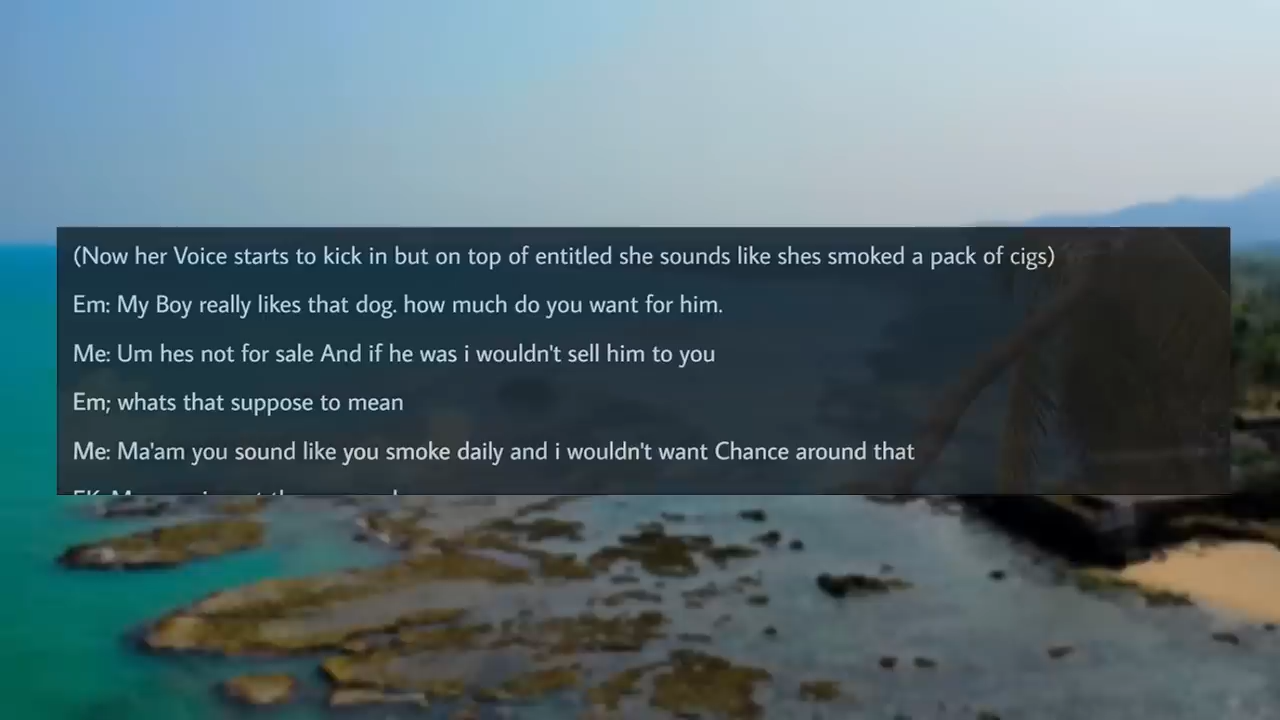 (Now her Voice starts to kick in but on top of entitled she sounds like shes smoked a pack of cigs)
Em: My Boy really likes that dog. how much do you want for him.
Me: Um hes not for sale And if he was i wouldn't sell him to you
Em; whats that suppose to mean
Me: Ma'am you sound like you smoke daily and i wouldn't want Chance around that